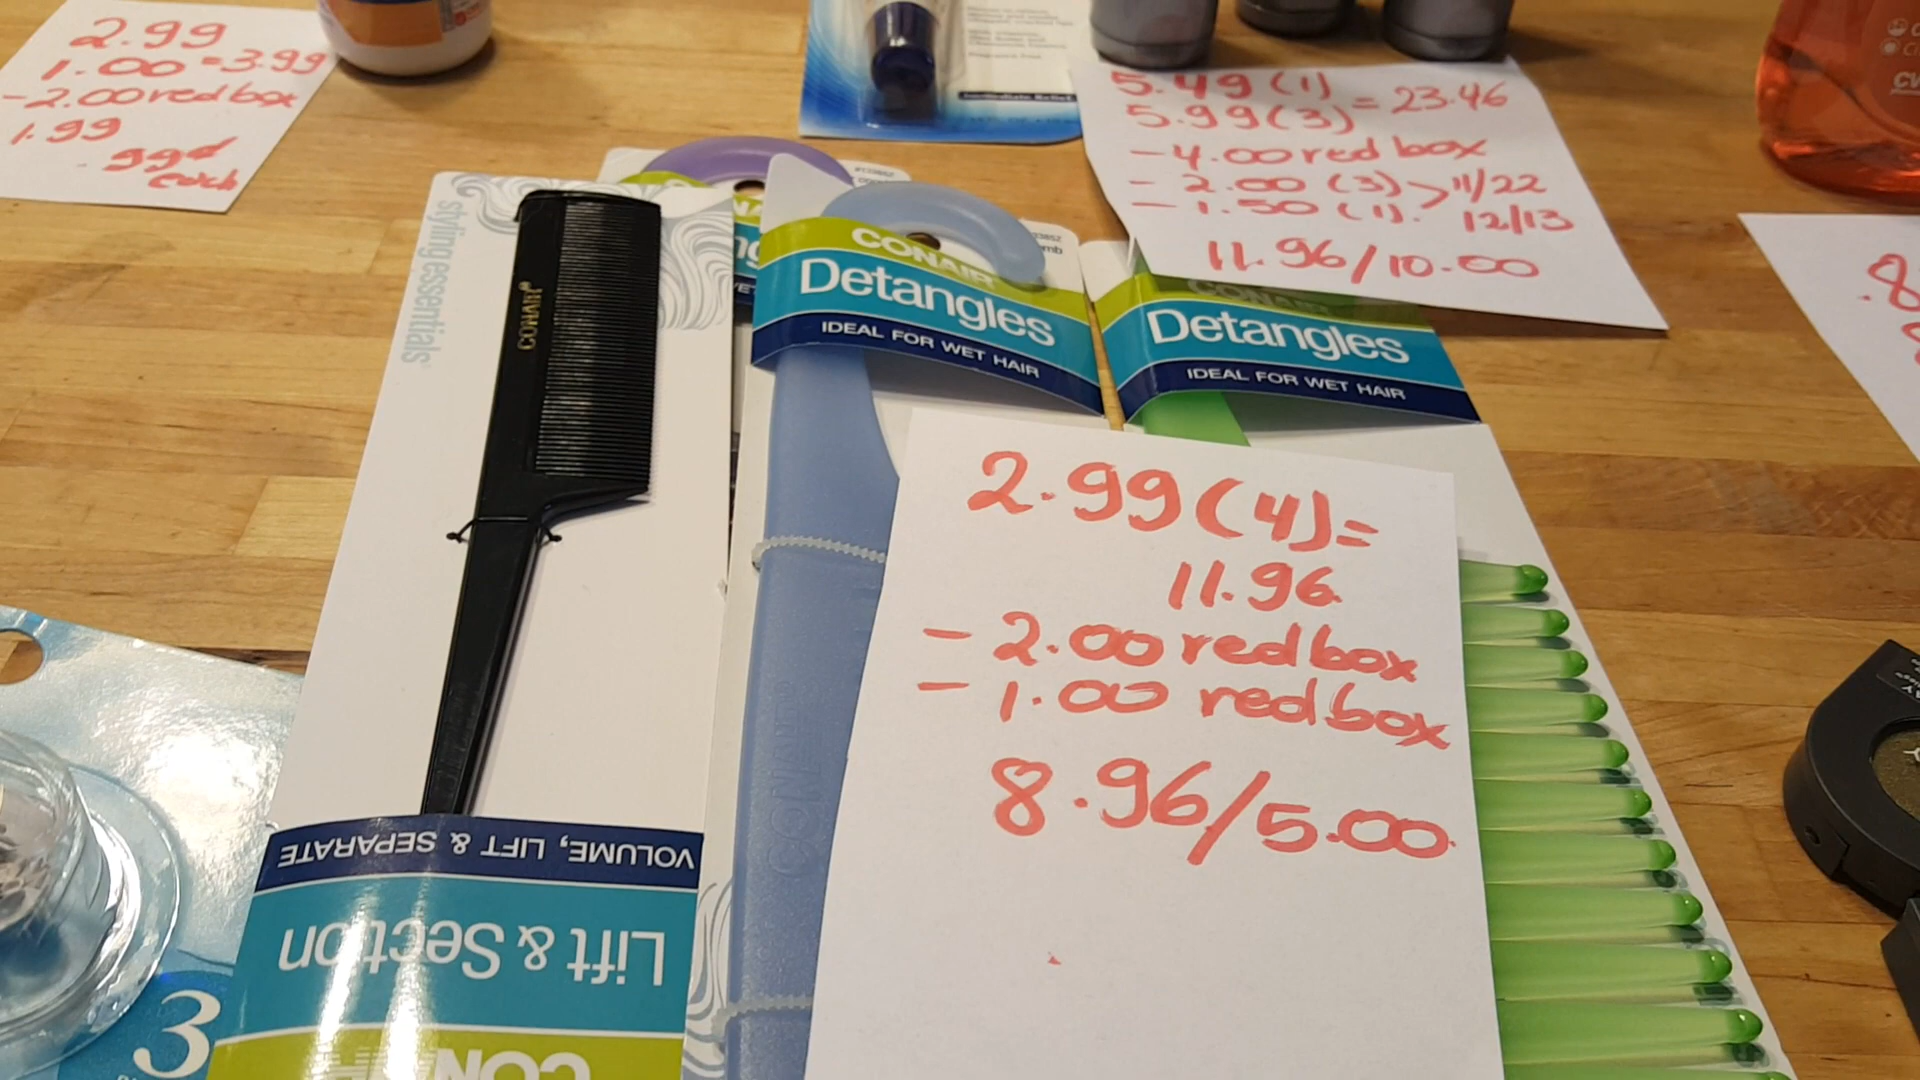 2.99
1.00 = 3.99
- 2.00 red box
1.99
99¢
each
5.49 (1)
5.99 (3) = 23.46
- 4.00 red box
- 2.00 (3) > 11/22
- 1.50 (1). 12/13
11.96/10.00
styling essentials
CONAIR
CONAIR
Detangles
IDEAL FOR WET HAIR
CONAIR
Detangles
IDEAL FOR WET HAIR
2.99 (4) =
11.96
- 2.00 red box
- 1.00 red box
8.96/5.00
VOLUME, LIFT & SEPARATE
Lift & Section
CONAIR
CONAIR
3